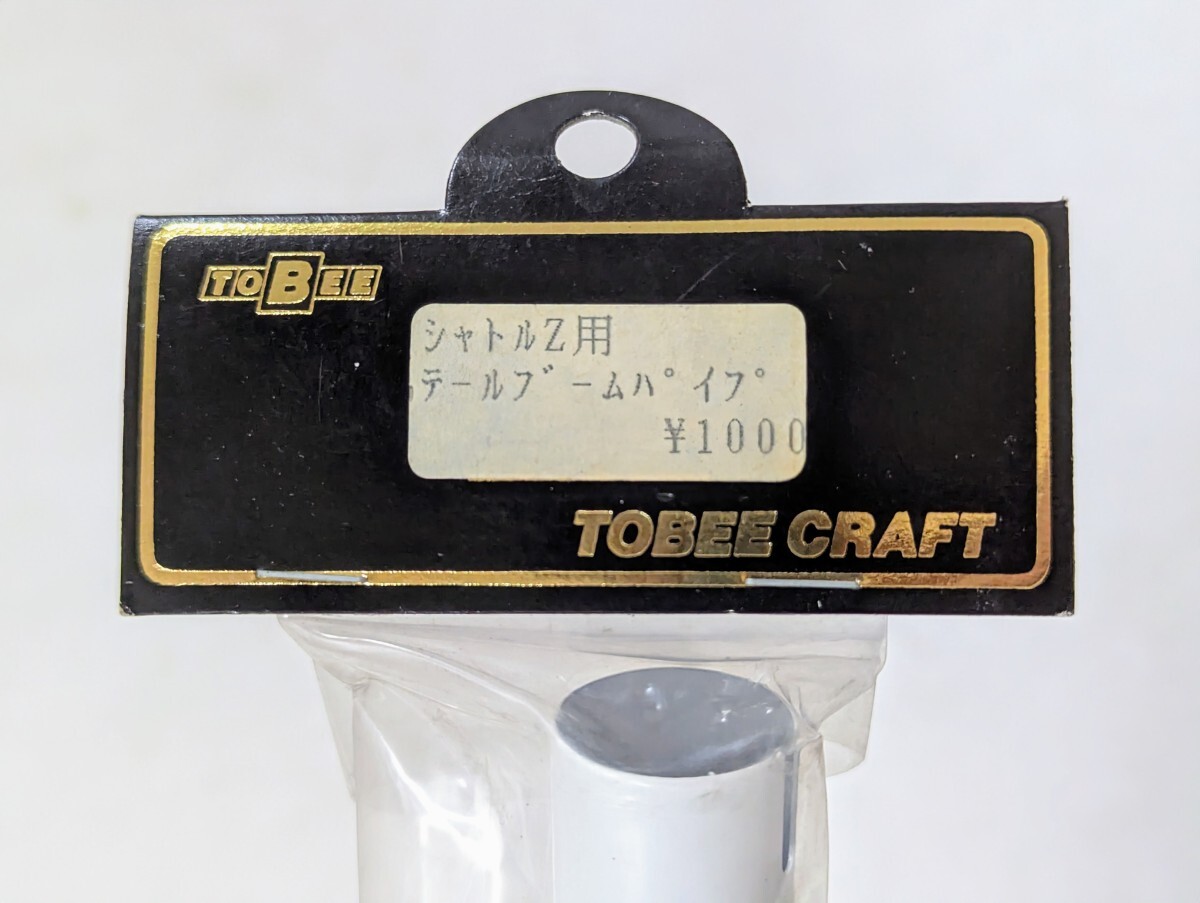 TOBEE
ｼｬﾄﾙZ用
ﾃｰﾙﾌﾞｰﾑﾊﾟｲﾌﾟ
¥1000
TOBEE CRAFT